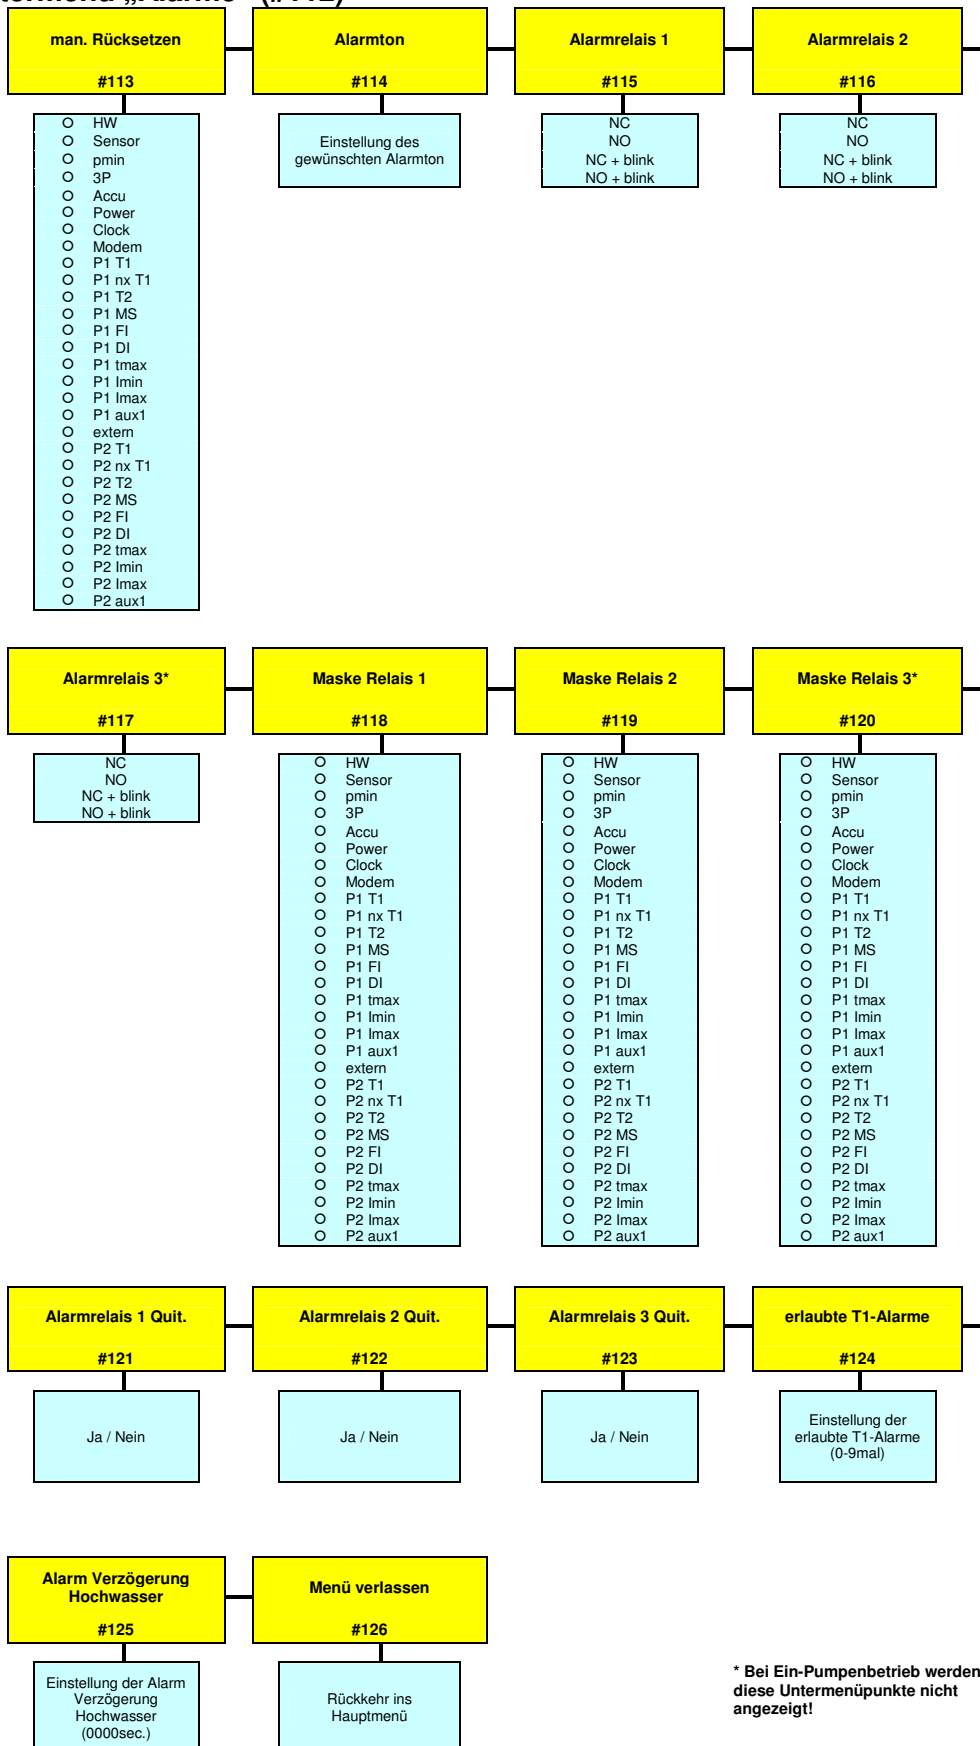 man. Rücksetzen
#113
HW
Sensor
pmin
3P
Accu
Power
Clock
Modem
P1 T1
P1 nx T1
P1 T2
P1 MS
P1 FI
P1 DI
P1 tmax
P1 Imin
P1 Imax
P1 aux1
extern
P2 T1
P2 nx T1
P2 T2
P2 MS
P2 FI
P2 DI
P2 tmax
P2 Imin
P2 Imax
P2 aux1
Alarmton
#114
Einstellung des
gewünschten Alarmton
Alarmrelais 1
#115
NC
NO
NC + blink
NO + blink
Alarmrelais 2
#116
NC
NO
NC + blink
NO + blink
Alarmrelais 3*
#117
NC
NO
NC + blink
NO + blink
Maske Relais 1
#118
HW
Sensor
pmin
3P
Accu
Power
Clock
Modem
P1 T1
P1 nx T1
P1 T2
P1 MS
P1 FI
P1 DI
P1 tmax
P1 Imin
P1 Imax
P1 aux1
extern
P2 T1
P2 nx T1
P2 T2
P2 MS
P2 FI
P2 DI
P2 tmax
P2 Imin
P2 Imax
P2 aux1
Maske Relais 2
#119
HW
Sensor
pmin
3P
Accu
Power
Clock
Modem
P1 T1
P1 nx T1
P1 T2
P1 MS
P1 FI
P1 DI
P1 tmax
P1 Imin
P1 Imax
P1 aux1
extern
P2 T1
P2 nx T1
P2 T2
P2 MS
P2 FI
P2 DI
P2 tmax
P2 Imin
P2 Imax
P2 aux1
Maske Relais 3*
#120
HW
Sensor
pmin
3P
Accu
Power
Clock
Modem
P1 T1
P1 nx T1
P1 T2
P1 MS
P1 FI
P1 DI
P1 tmax
P1 Imin
P1 Imax
P1 aux1
extern
P2 T1
P2 nx T1
P2 T2
P2 MS
P2 FI
P2 DI
P2 tmax
P2 Imin
P2 Imax
P2 aux1
Alarmrelais 1 Quit.
#121
Ja / Nein
Alarmrelais 2 Quit.
#122
Ja / Nein
Alarmrelais 3 Quit.
#123
Ja / Nein
erlaubte T1-Alarme
#124
Einstellung der
erlaubte T1-Alarme
(0-9mal)
Alarm Verzögerung
Hochwasser
#125
Einstellung der Alarm
Verzögerung
Hochwasser
(0000sec.)
Menü verlassen
#126
Rückkehr ins
Hauptmenü
* Bei Ein-Pumpenbetrieb werden
diese Untermenüpunkte nicht
angezeigt!